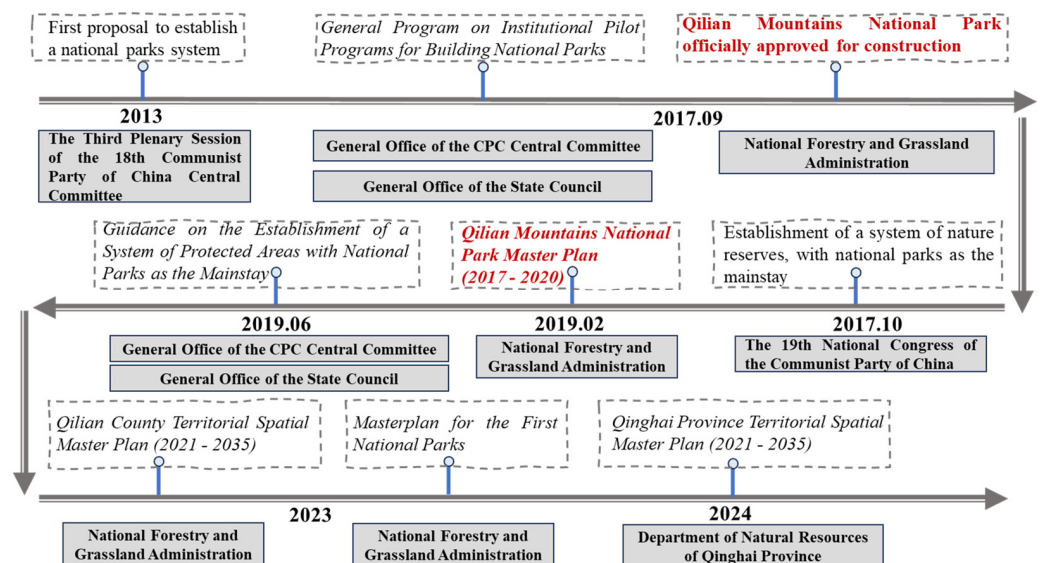 First proposal to establish
a national parks system
General Program on Institutional Pilot
Programs for Building National Parks
Qilian Mountains National Park
officially approved for construction
2013
2017.09
The Third Plenary Session
of the 18th Communist
Party of China Central
Committee
General Office of the CPC Central Committee
General Office of the State Council
National Forestry and Grassland
Administration
Guidance on the Establishment of a
System of Protected Areas with National
Parks as the Mainstay
Qilian Mountains National
Park Master Plan
(2017 - 2020)
Establishment of a system of nature
reserves, with national parks as the
mainstay
2019.06
2019.02
2017.10
General Office of the CPC Central Committee
General Office of the State Council
National Forestry and
Grassland Administration
The 19th National Congress of
the Communist Party of China
Qilian County Territorial Spatial
Master Plan (2021 - 2035)
Masterplan for the First
National Parks
Qinghai Province Territorial Spatial
Master Plan (2021 - 2035)
2023
2024
National Forestry and
Grassland Administration
National Forestry and
Grassland Administration
Department of Natural Resources
of Qinghai Province